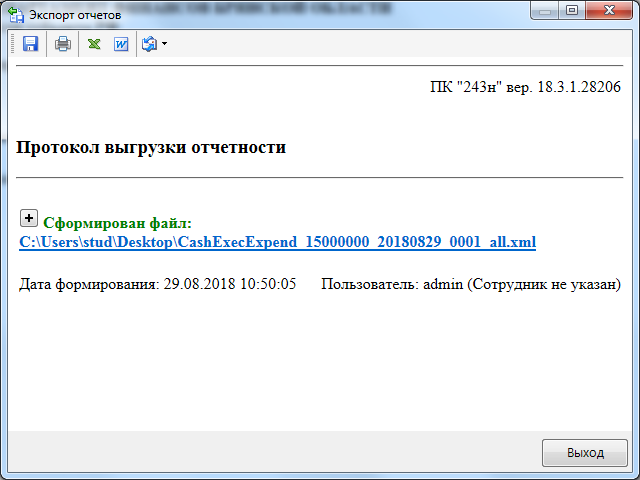 Экспорт отчетов
ПК "243н" вер. 18.3.1.28206
Протокол выгрузки отчетности
Сформирован файл:
C:\Users\stud\Desktop\CashExecExpend_15000000_20180829_0001_all.xml
Дата формирования: 29.08.2018 10:50:05 Пользователь: admin (Сотрудник не указан)
Выход